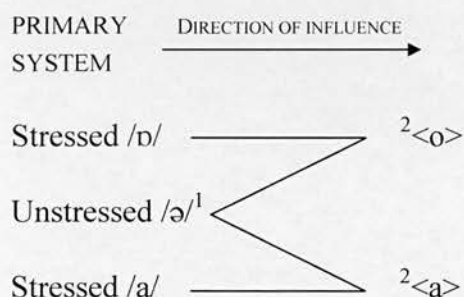 PRIMARY DIRECTION OF INFLUENCE
SYSTEM
Stressed /ɒ/ ²<o>
Unstressed /ə/¹
Stressed /a/ ²<a>